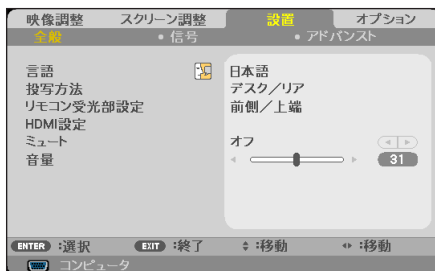 映像調整 スクリーン調整 設置 オプション
全般 ● 信号 ● アドバンスト
言語 日本語
投写方法 デスク／リア
リモコン受光部設定 前側／上端
HDMI設定
ミュート オフ
音量 31
ENTER :選択 EXIT :終了 :移動 :移動
コンピュータ